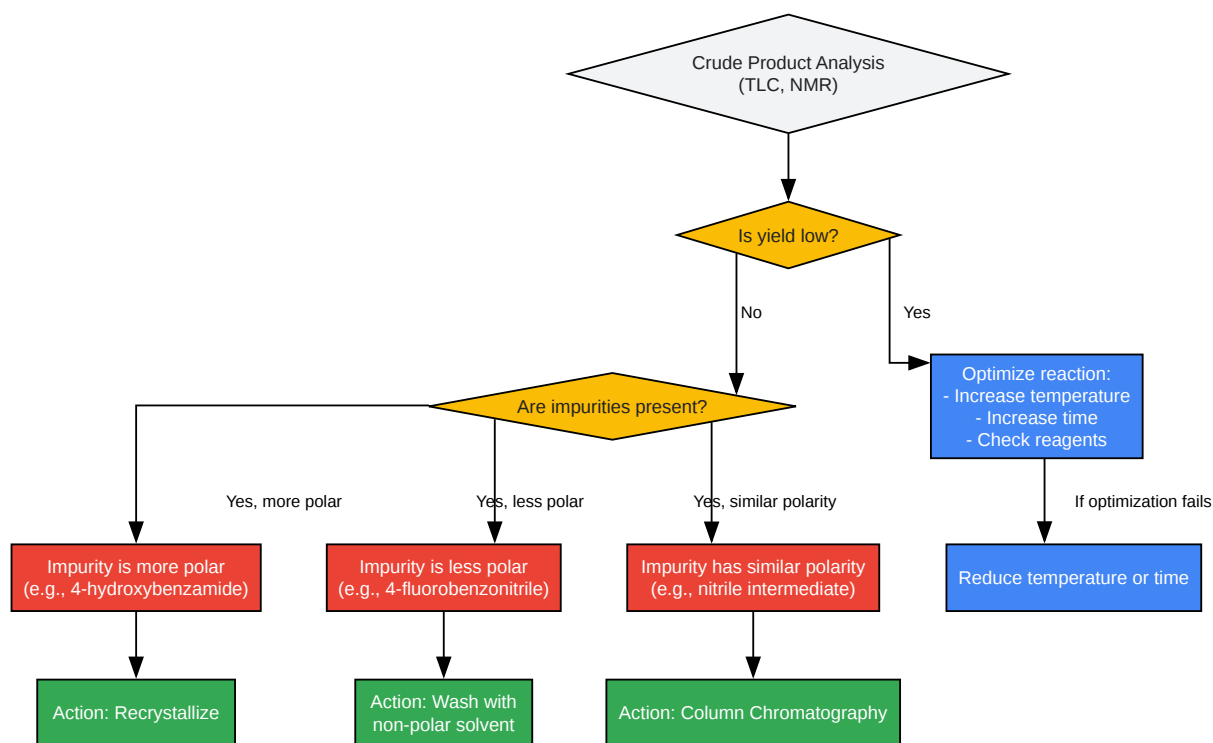 Crude Product Analysis
(TLC, NMR)
Is yield low?
No
Yes
Optimize reaction:
- Increase temperature
- Increase time
- Check reagents
Are impurities present?
Yes, more polar
Yes, less polar
Yes, similar polarity
If optimization fails
Impurity is more polar
(e.g., 4-hydroxybenzamide)
Impurity is less polar
(e.g., 4-fluorobenzonitrile)
Impurity has similar polarity
(e.g., nitrile intermediate)
Reduce temperature or time
Action: Recrystallize
Action: Wash with
non-polar solvent
Action: Column Chromatography